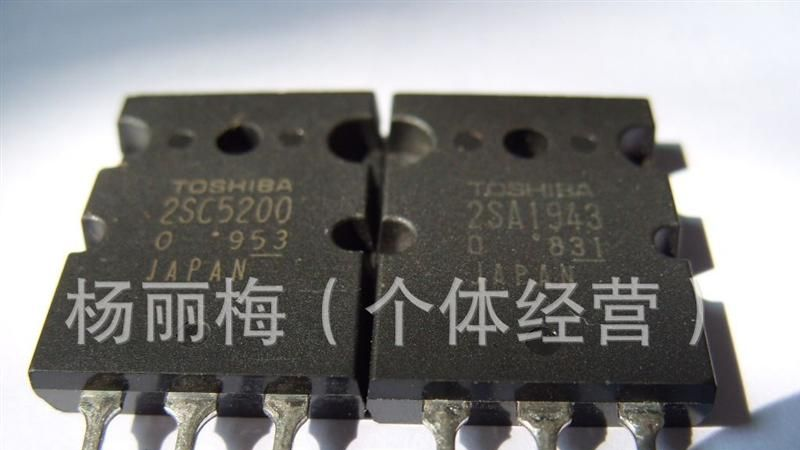 TOSHIBA
2SC5200
O •953
JAPAN
TOSHIBA
2SA1943
O •831
JAPAN
杨丽梅(个体经营)